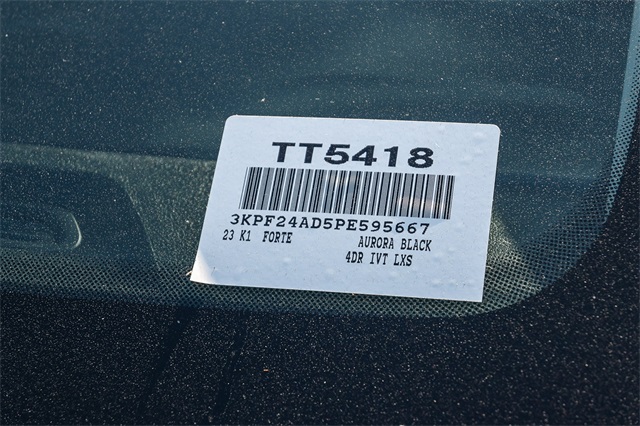 TT5418
3KPF24AD5PE595667
23 K1 FORTE AURORA BLACK
4DR IVT LXS